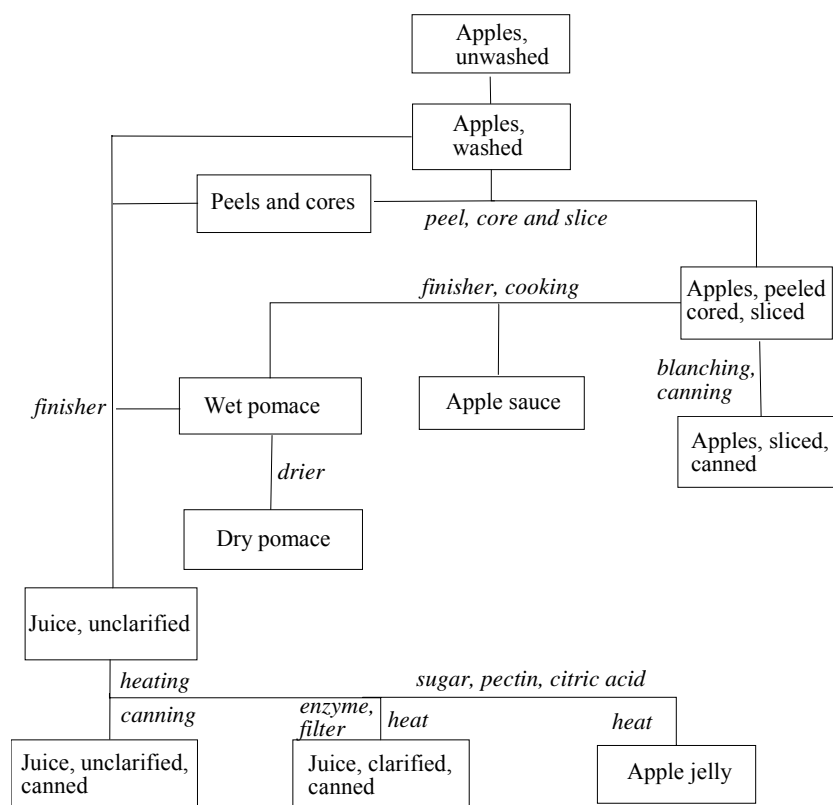 Apples,
unwashed
Apples,
washed
Peels and cores
peel, core and slice
finisher, cooking
Apples, peeled
cored, sliced
blanching,
canning
finisher
Wet pomace
Apple sauce
Apples, sliced,
canned
drier
Dry pomace
Juice, unclarified
heating
sugar, pectin, citric acid
canning
enzyme,
filter
heat
heat
Juice, unclarified,
canned
Juice, clarified,
canned
Apple jelly